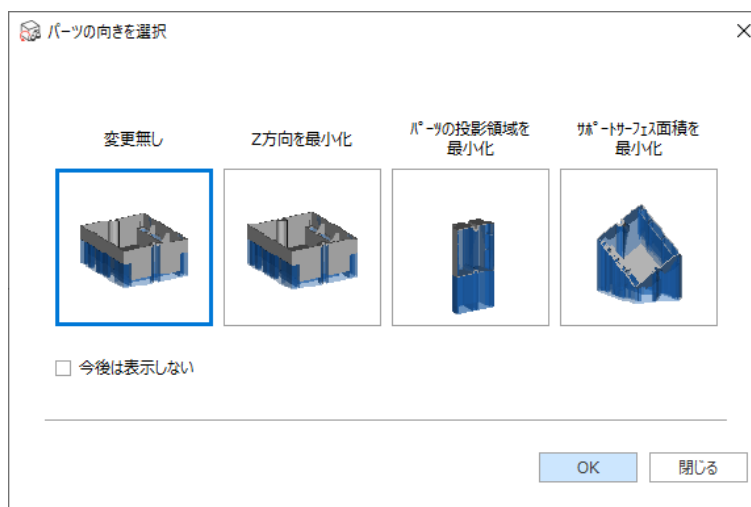 パーツの向きを選択
変更無し
Z方向を最小化
ﾊﾟｰﾂの投影領域を
最小化
ｻﾎﾟｰﾄｻｰﾌｪｽ面積を
最小化
今後は表示しない
OK
閉じる